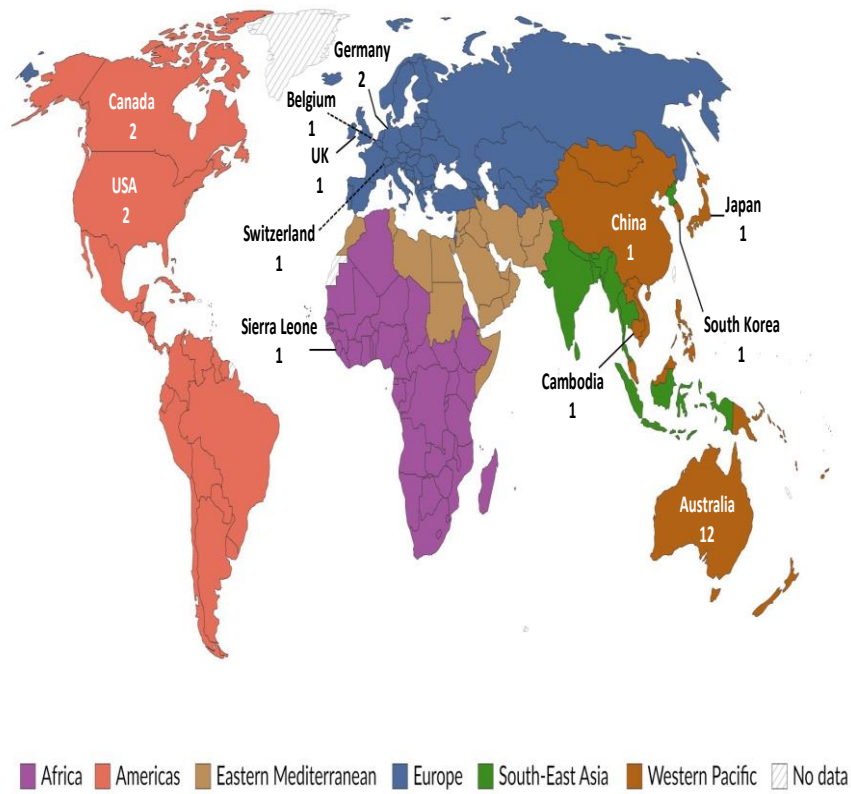 Germany
2
Canada
2
Belgium
1
UK
1
USA
2
Switzerland
1
Japan
1
China
1
Sierra Leone
1
South Korea
1
Cambodia
1
Australia
12
Africa
Americas
Eastern Mediterranean
Europe
South-East Asia
Western Pacific
No data